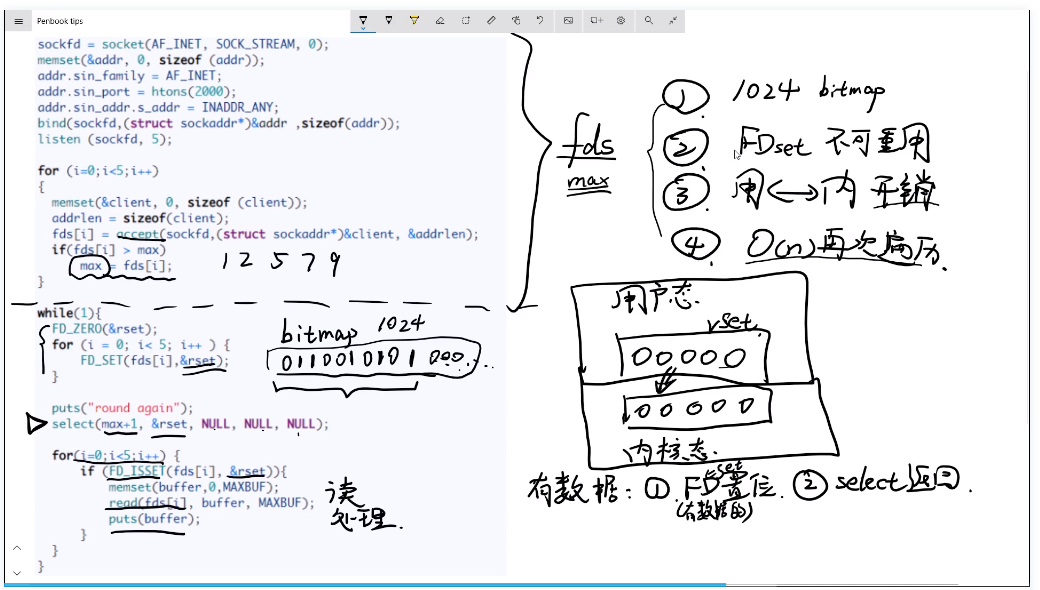 Penbook tips
sockfd = socket(AF_INET, SOCK_STREAM, 0);
memset(&addr, 0, sizeof (addr));
addr.sin_family = AF_INET;
addr.sin_port = htons(2000);
addr.sin_addr.s_addr = INADDR_ANY;
bind(sockfd,(struct sockaddr*)&addr ,sizeof(addr));
listen (sockfd, 5);
for (i=0;i<5;i++)
{
memset(&client, 0, sizeof (client));
addrlen = sizeof(client);
fds[i] = accept(sockfd,(struct sockaddr*)&client, &addrlen);
if(fds[i] > max)
max = fds[i];
}
1 2 5 7 9
while(1){
FD_ZERO(&rset);
for (i = 0; i< 5; i++ ) {
FD_SET(fds[i],&rset);
}
bitmap 1024
0110010101 000...
puts("round again");
select(max+1, &rset, NULL, NULL, NULL);
for(i=0;i<5;i++) {
if (FD_ISSET(fds[i], &rset)){
memset(buffer,0,MAXBUF);
read(fds[i], buffer, MAXBUF);
puts(buffer);
}
}
}
读
处理.
fds
max
① 1024 bitmap
② FDset 不可重用
③ 用<->内 开销
④ O(n)再次遍历.
用户态.
rset.
00000
00000
内核态.
有数据: ① FD置位. ② select返回.
set
(有数据的)